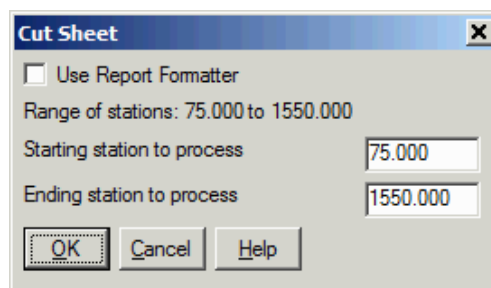 Cut Sheet
Use Report Formatter
Range of stations: 75.000 to 1550.000
Starting station to process 75.000
Ending station to process 1550.000
OK Cancel Help